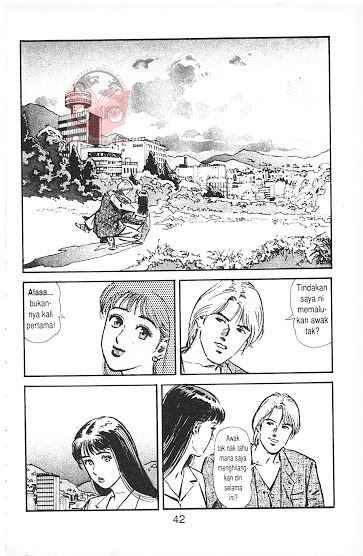 Tindakan
saya ni
memalu-
kan awak
tak?
Alaaa...
bukan-
nya kali
pertama!
Awak
tak nak tahu
mana saya
menghilang-
kan diri
selama
ini?
42